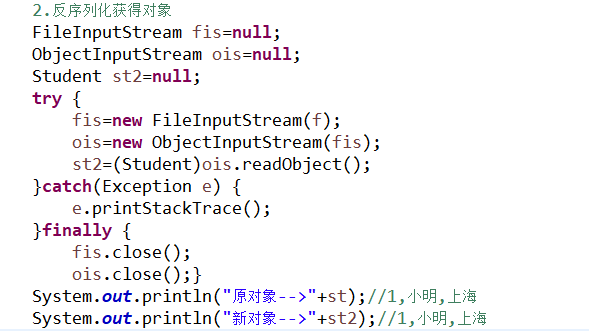 2.反序列化获得对象
FileInputStream fis=null;
ObjectInputStream ois=null;
Student st2=null;
try {
    fis=new FileInputStream(f);
    ois=new ObjectInputStream(fis);
    st2=(Student)ois.readObject();
}catch(Exception e) {
    e.printStackTrace();
}finally {
    fis.close();
    ois.close();}
System.out.println("原对象-->"+st);//1,小明,上海
System.out.println("新对象-->"+st2);//1,小明,上海